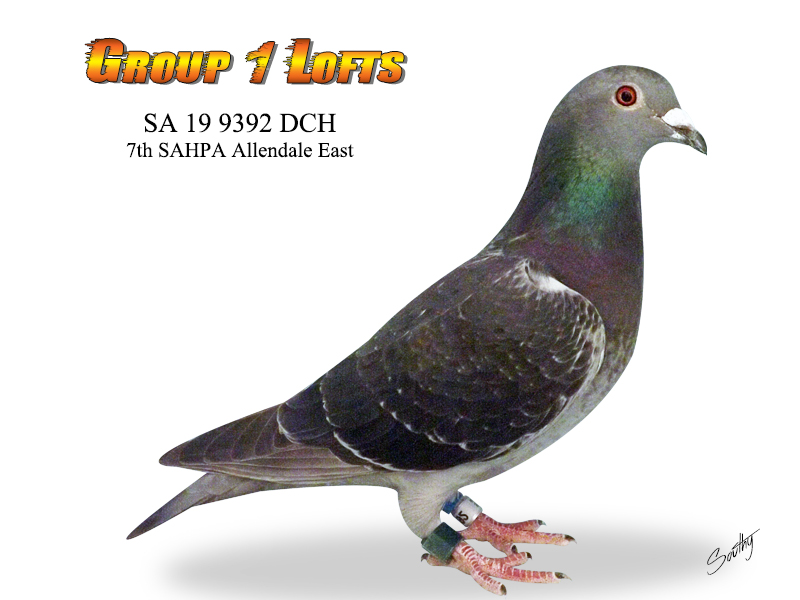 GROUP 1 LOFTS
SA 19 9392 DCH
7th SAHPA Allendale East
Southy